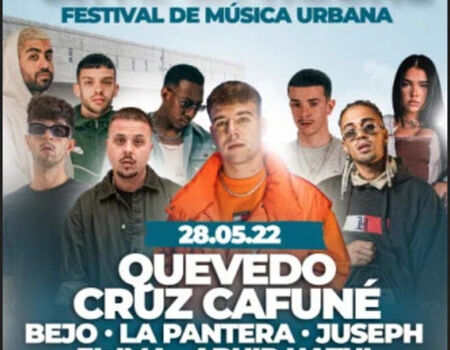 FESTIVAL DE MÚSICA URBANA
28.05.22
QUEVEDO
CRUZ CAFUNÉ
BEJO • LA PANTERA • JUSEPH